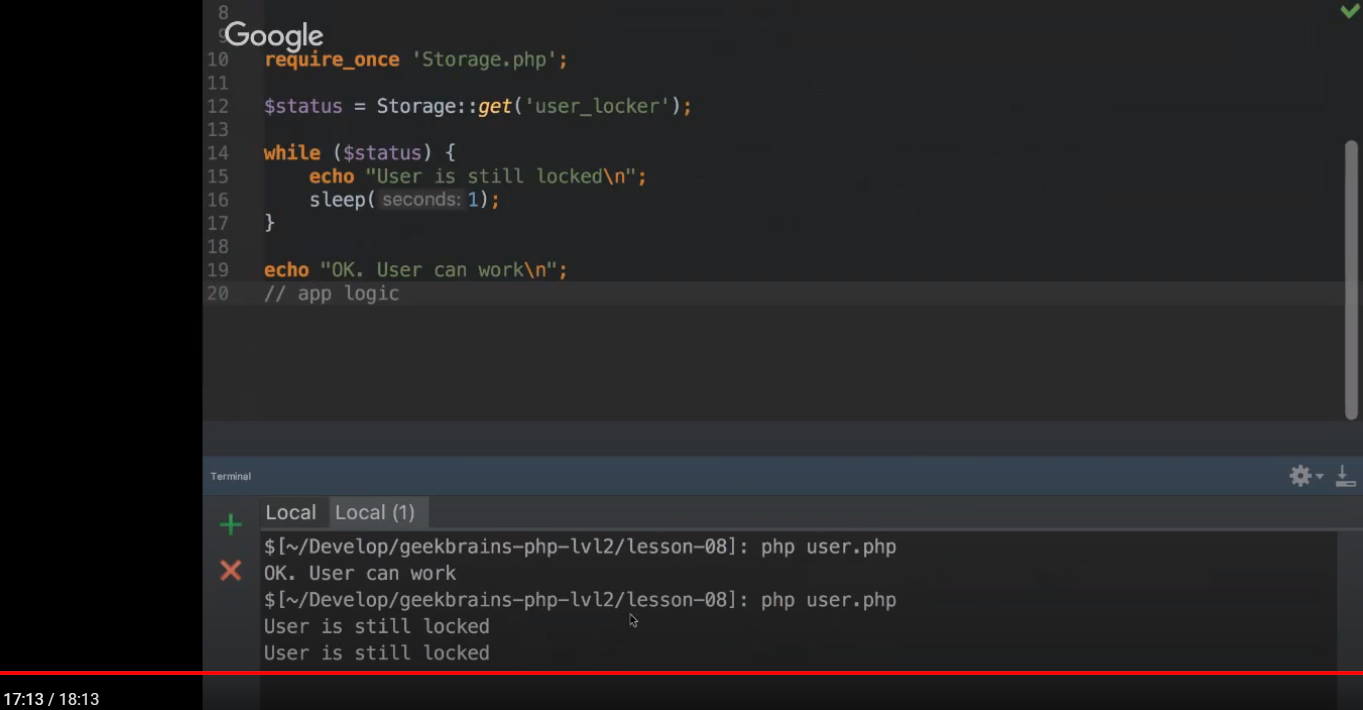 8
9
Google
10 require_once 'Storage.php';
11
12 $status = Storage::get('user_locker');
13
14 while ($status) {
15 echo "User is still locked\n";
16 sleep( seconds: 1);
17 }
18
19 echo "OK. User can work\n";
20 // app logic
Terminal
Local Local (1)
$[~/Develop/geekbrains-php-lvl2/lesson-08]: php user.php
OK. User can work
$[~/Develop/geekbrains-php-lvl2/lesson-08]: php user.php
User is still locked
User is still locked
17:13 / 18:13